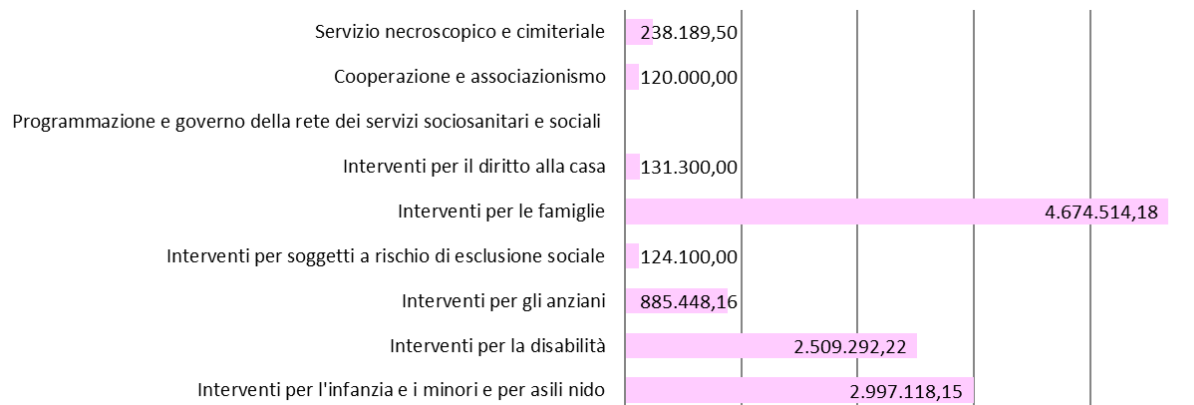 Servizio necroscopico e cimiteriale 238.189,50
Cooperazione e associazionismo 120.000,00
Programmazione e governo della rete dei servizi sociosanitari e sociali
Interventi per il diritto alla casa 131.300,00
Interventi per le famiglie 4.674.514,18
Interventi per soggetti a rischio di esclusione sociale 124.100,00
Interventi per gli anziani 885.448,16
Interventi per la disabilità 2.509.292,22
Interventi per l'infanzia e i minori e per asili nido 2.997.118,15